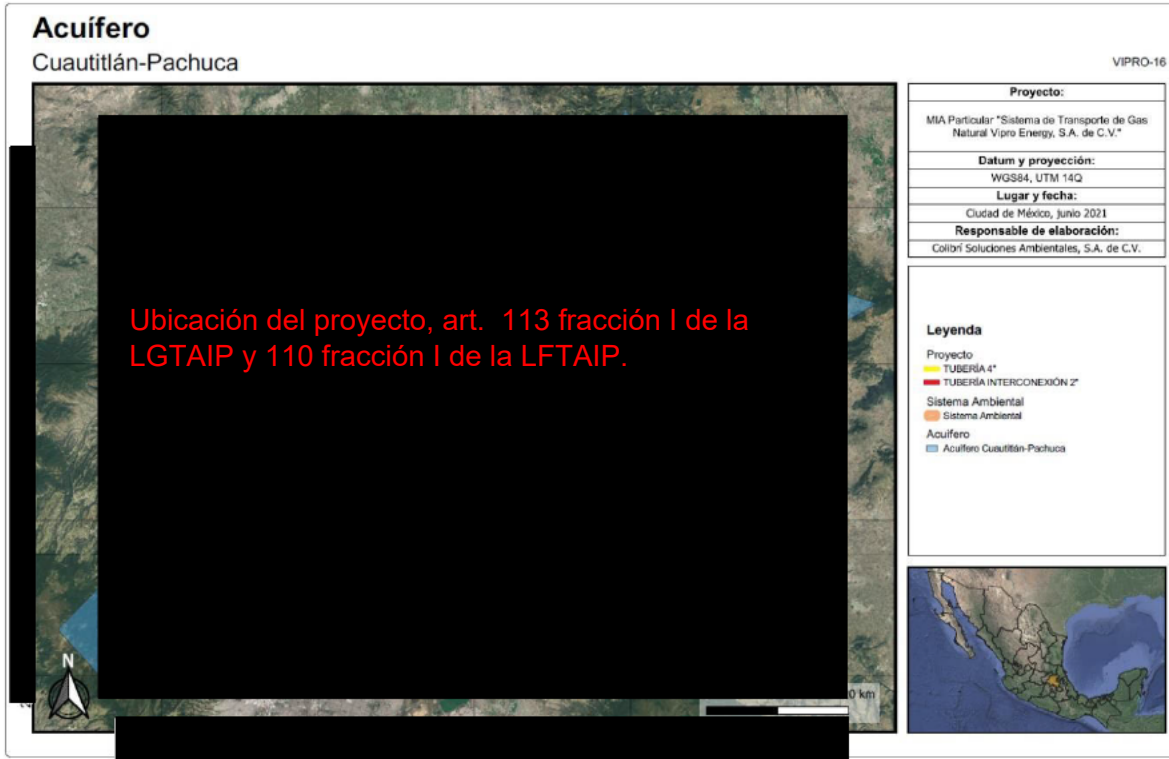 Acuífero
Cuautitlán-Pachuca
VIPRO-16
Ubicación del proyecto, art. 113 fracción I de la
LGTAIP y 110 fracción I de la LFTAIP.
N
0 km
Proyecto:
MIA Particular "Sistema de Transporte de Gas
Natural Vipro Energy, S.A. de C.V."
Datum y proyección:
WGS84, UTM 14Q
Lugar y fecha:
Ciudad de México, junio 2021
Responsable de elaboración:
Colibrí Soluciones Ambientales, S.A. de C.V.
Leyenda
Proyecto
TUBERÍA 4"
TUBERÍA INTERCONEXIÓN 2"
Sistema Ambiental
Sistema Ambiental
Acuífero
Acuífero Cuautitlán-Pachuca